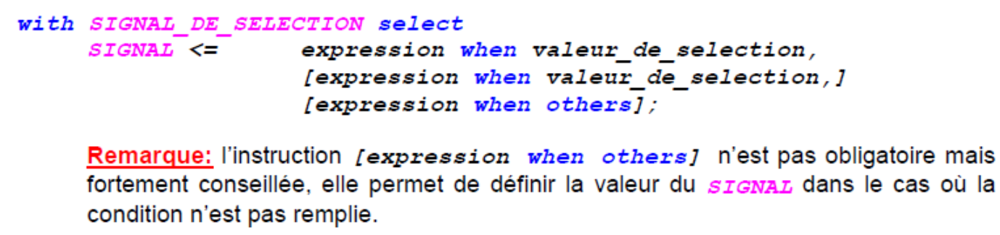 with SIGNAL_DE_SELECTION select
SIGNAL <= expression when valeur_de_selection,
[expression when valeur_de_selection,]
[expression when others];
Remarque: l'instruction [expression when others] n'est pas obligatoire mais
fortement conseillée, elle permet de définir la valeur du SIGNAL dans le cas où la
condition n'est pas remplie.